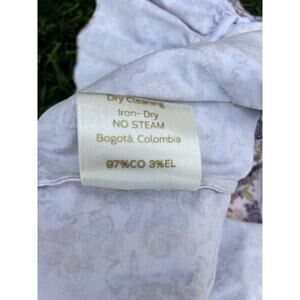 Dry Cleaning
Iron-Dry
NO STEAM
Bogotá, Colombia
97%CO 3%EL